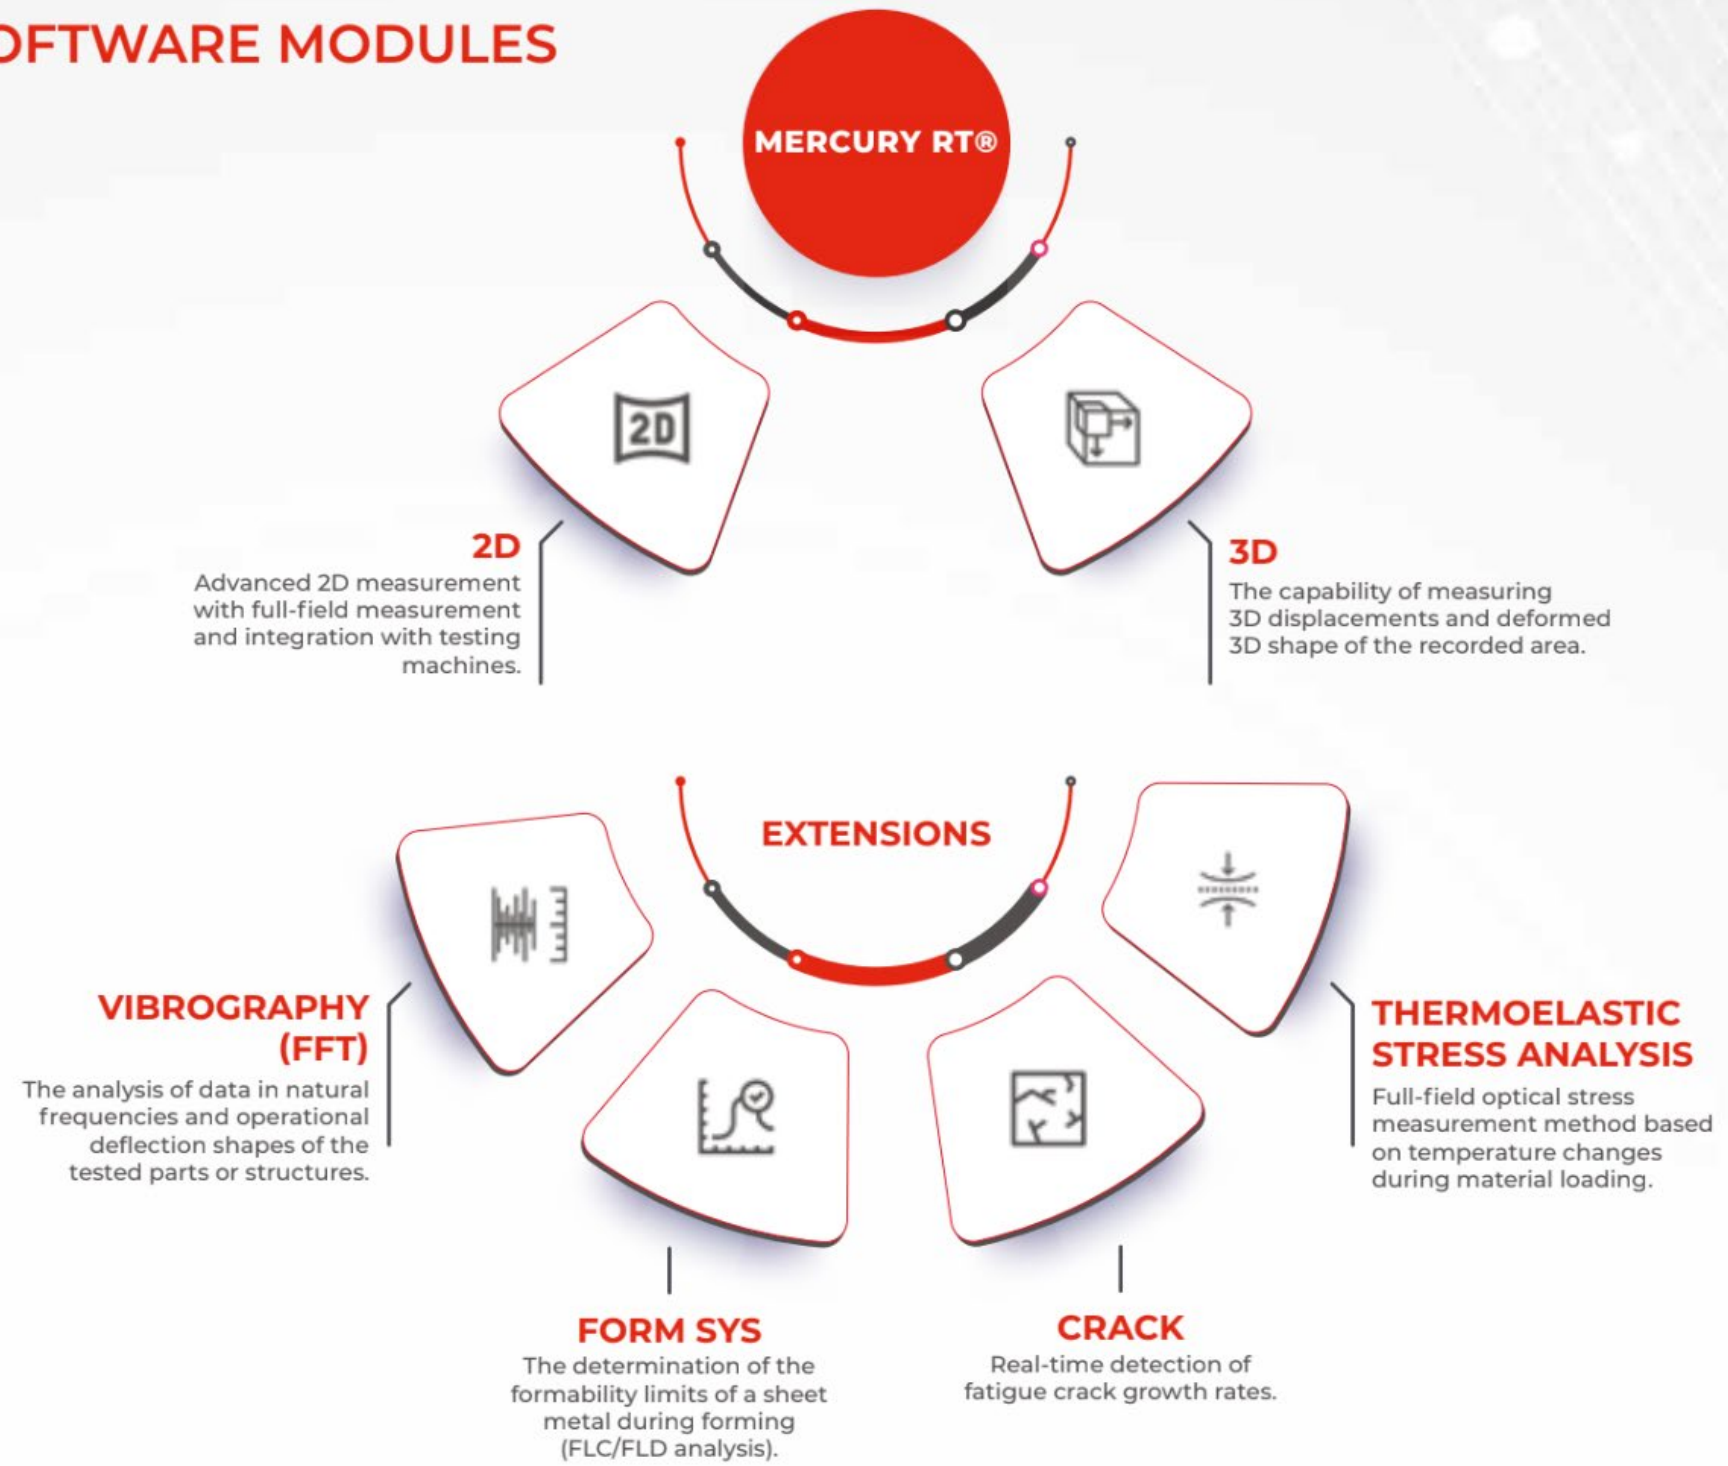 OFTWARE MODULES
MERCURY RT®
2D
2D
Advanced 2D measurement
with full-field measurement
and integration with testing
machines.
3D
The capability of measuring
3D displacements and deformed
3D shape of the recorded area.
EXTENSIONS
VIBROGRAPHY
(FFT)
The analysis of data in natural
frequencies and operational
deflection shapes of the
tested parts or structures.
THERMOELASTIC
STRESS ANALYSIS
Full-field optical stress
measurement method based
on temperature changes
during material loading.
FORM SYS
The determination of the
formability limits of a sheet
metal during forming
(FLC/FLD analysis).
CRACK
Real-time detection of
fatigue crack growth rates.